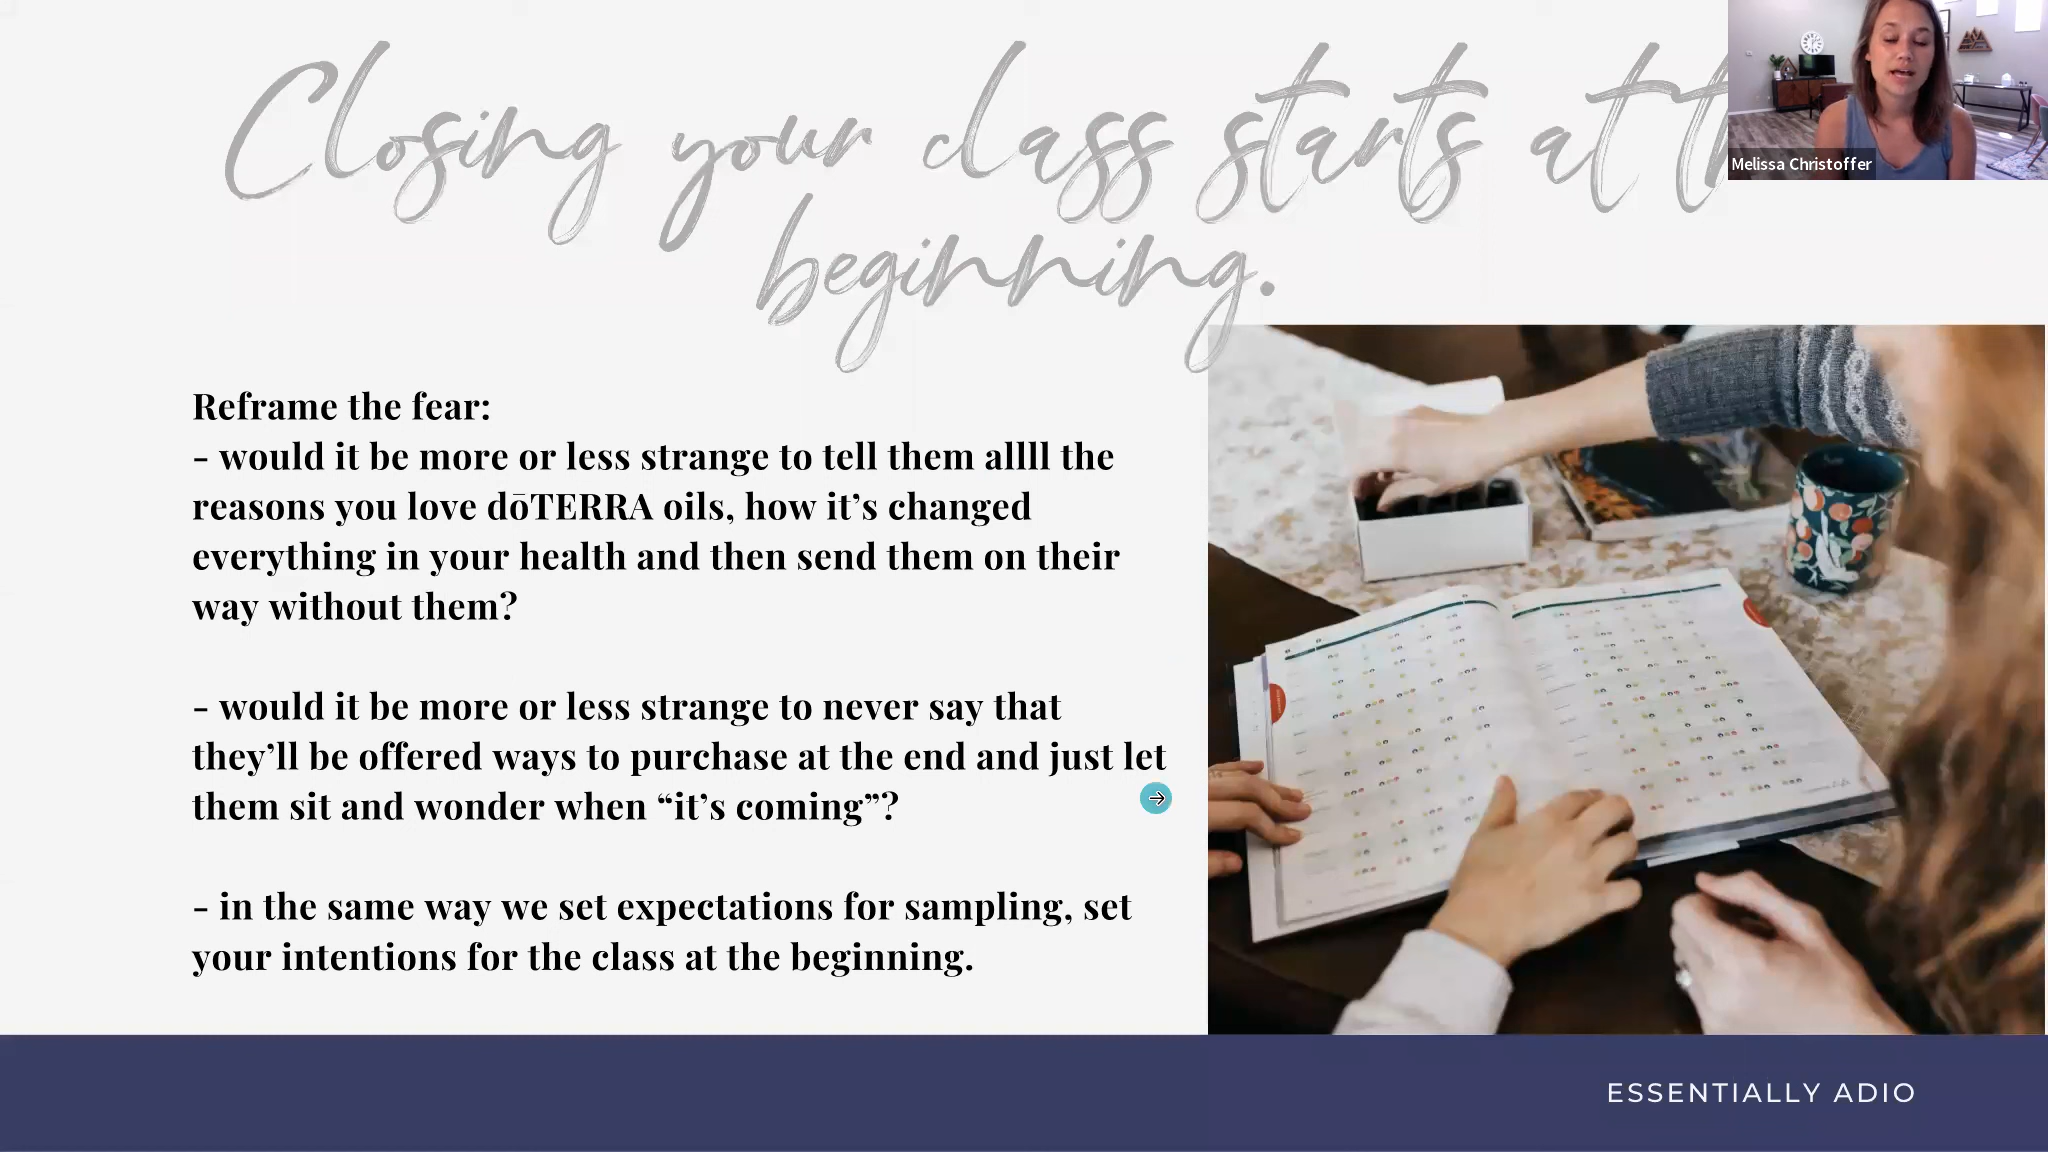 Closing your class starts at th
beginning.
Melissa Christoffer
Reframe the fear:
- would it be more or less strange to tell them allll the
reasons you love dōTERRA oils, how it’s changed
everything in your health and then send them on their
way without them?
- would it be more or less strange to never say that
they’ll be offered ways to purchase at the end and just let
them sit and wonder when “it’s coming”?
- in the same way we set expectations for sampling, set
your intentions for the class at the beginning.
ESSENTIALLY ADIO